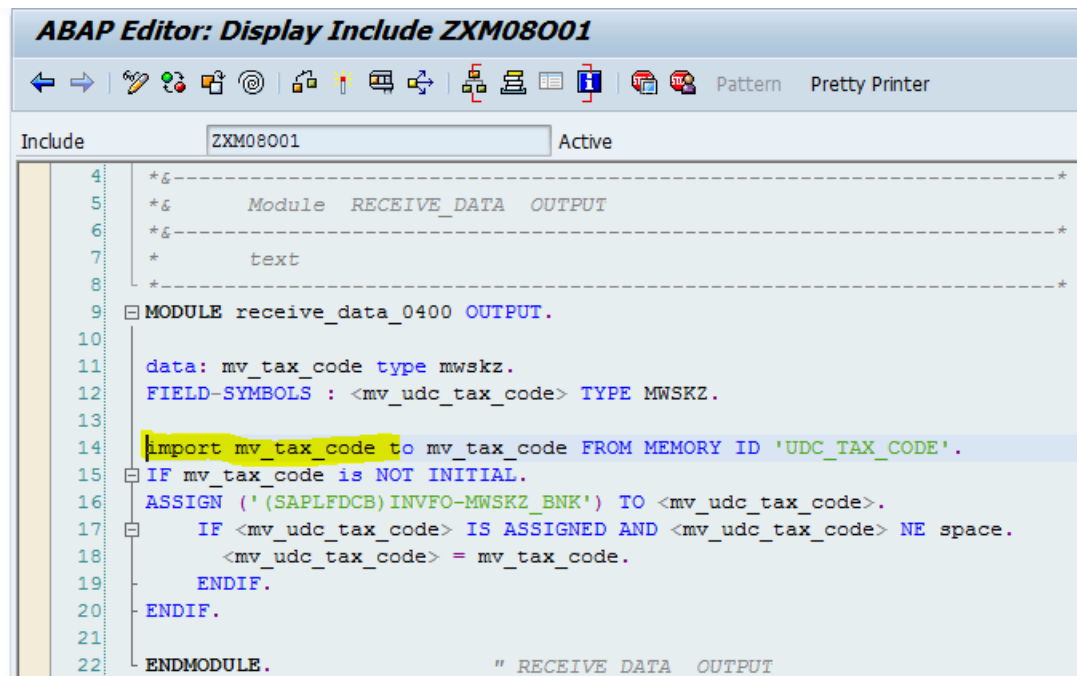 ABAP Editor: Display Include ZXM08O01
Pattern Pretty Printer
Include ZXM08O01 Active
4 *&---------------------------------------------------------------------*
5 *&      Module  RECEIVE_DATA  OUTPUT
6 *&---------------------------------------------------------------------*
7 *       text
8 *----------------------------------------------------------------------*
9 MODULE receive_data_0400 OUTPUT.
10
11 data: mv_tax_code type mwskz.
12 FIELD-SYMBOLS : <mv_udc_tax_code> TYPE MWSKZ.
13
14 import mv_tax_code to mv_tax_code FROM MEMORY ID 'UDC_TAX_CODE'.
15 IF mv_tax_code is NOT INITIAL.
16 ASSIGN ('(SAPLFDCB)INVFO-MWSKZ_BNK') TO <mv_udc_tax_code>.
17     IF <mv_udc_tax_code> IS ASSIGNED AND <mv_udc_tax_code> NE space.
18       <mv_udc_tax_code> = mv_tax_code.
19     ENDIF.
20 ENDIF.
21
22 ENDMODULE.                 " RECEIVE_DATA  OUTPUT